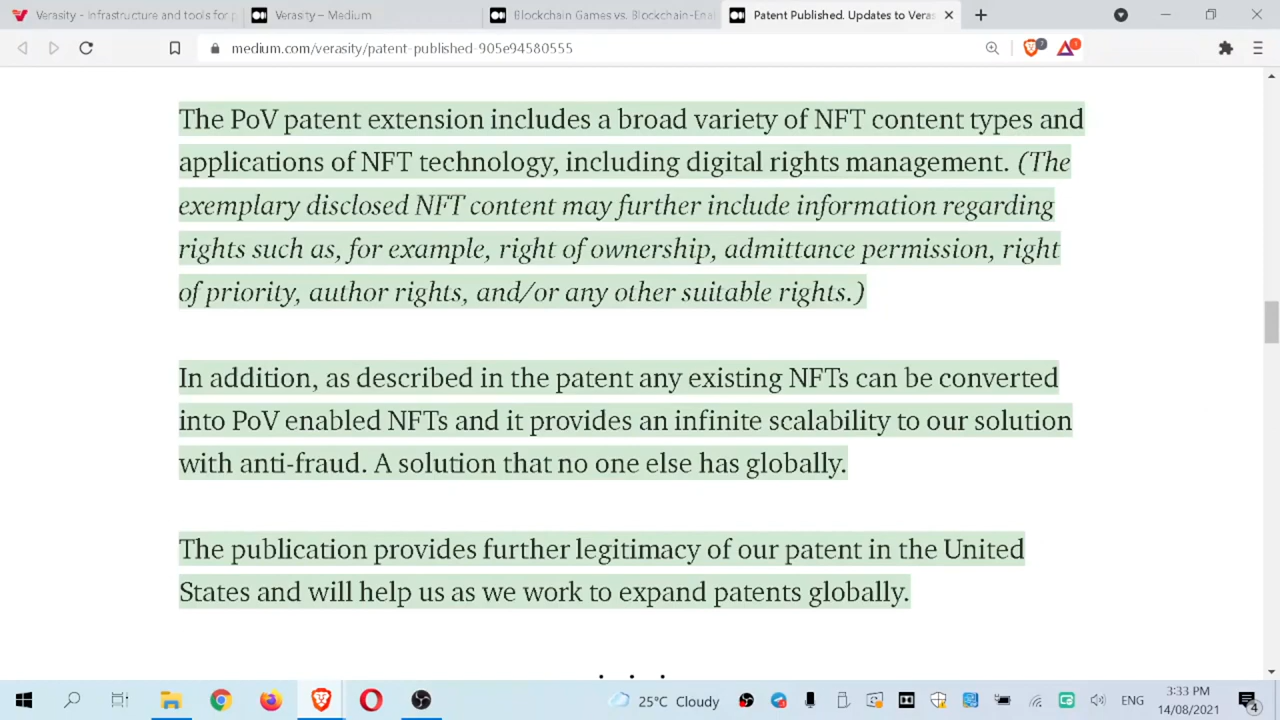 Verasity - Infrastructure and tools for p
Verasity – Medium
Blockchain Games vs. Blockchain-Enal
Patent Published. Updates to Veras
medium.com/verasity/patent-published-905e94580555
The PoV patent extension includes a broad variety of NFT content types and
applications of NFT technology, including digital rights management. (The
exemplary disclosed NFT content may further include information regarding
rights such as, for example, right of ownership, admittance permission, right
of priority, author rights, and/or any other suitable rights.)
In addition, as described in the patent any existing NFTs can be converted
into PoV enabled NFTs and it provides an infinite scalability to our solution
with anti-fraud. A solution that no one else has globally.
The publication provides further legitimacy of our patent in the United
States and will help us as we work to expand patents globally.
25°C Cloudy
ENG
3:33 PM
14/08/2021
4